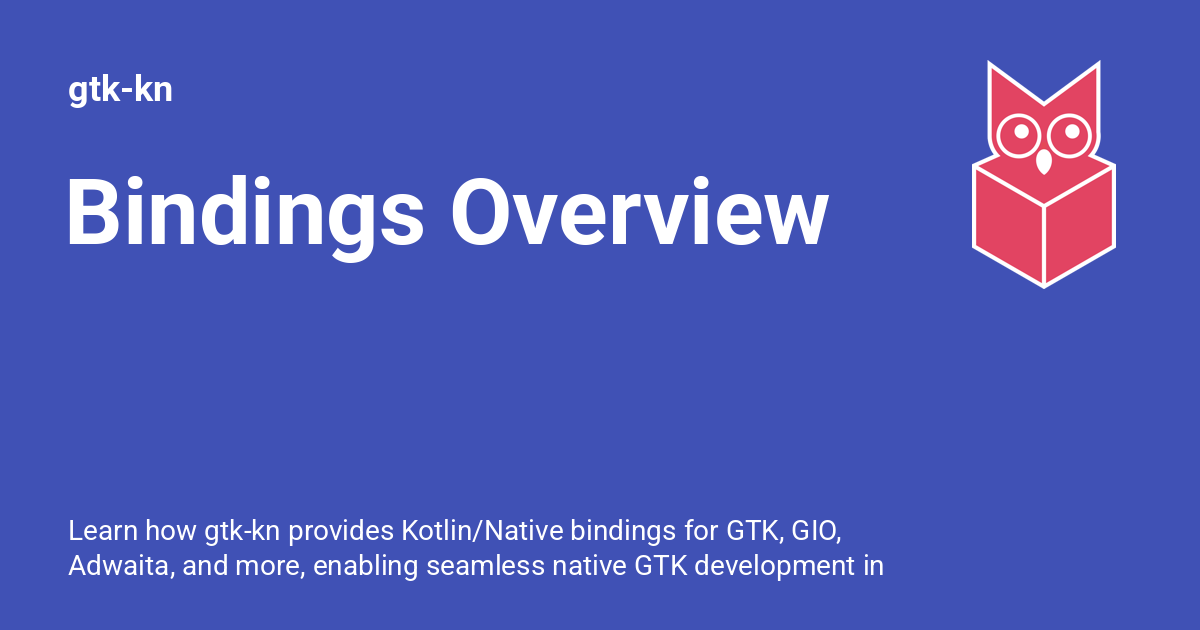 gtk-kn
Bindings Overview
Learn how gtk-kn provides Kotlin/Native bindings for GTK, GIO,
Adwaita, and more, enabling seamless native GTK development in